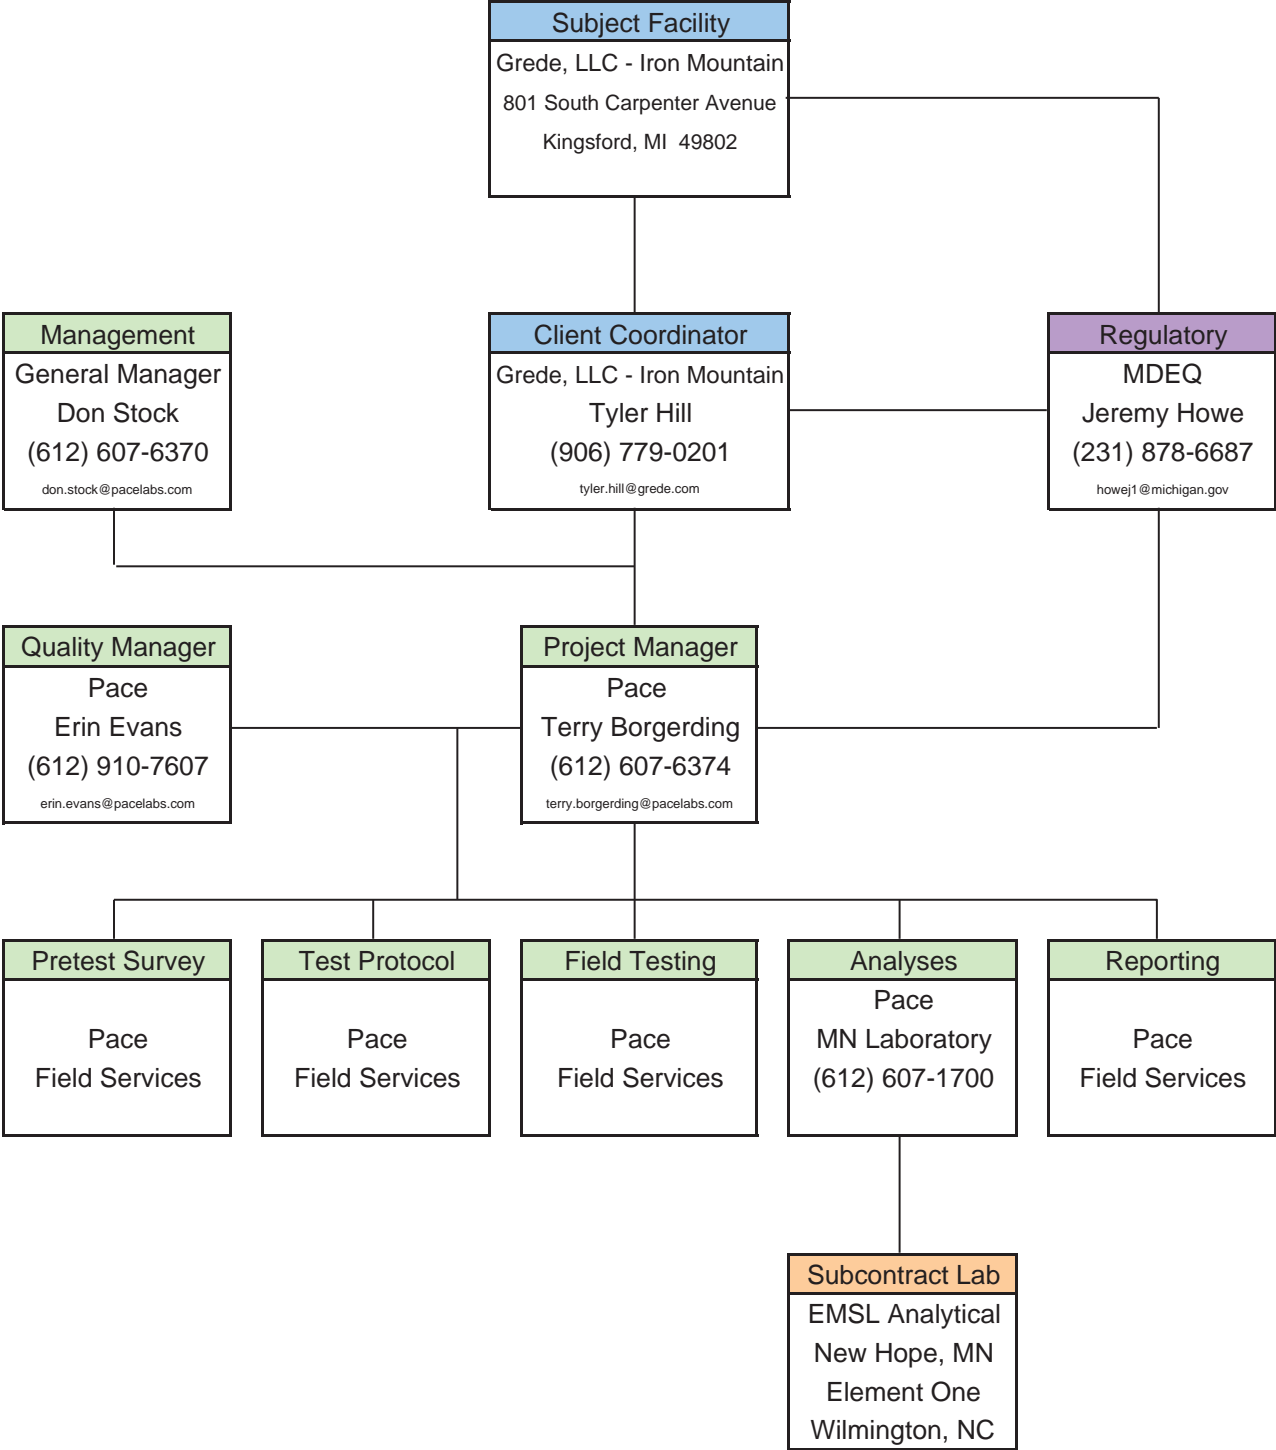 Subject Facility
Grede, LLC - Iron Mountain
801 South Carpenter Avenue
Kingsford, MI  49802
Management
General Manager
Don Stock
(612) 607-6370
don.stock@pacelabs.com
Client Coordinator
Grede, LLC - Iron Mountain
Tyler Hill
(906) 779-0201
tyler.hill@grede.com
Regulatory
MDEQ
Jeremy Howe
(231) 878-6687
howej1@michigan.gov
Quality Manager
Pace
Erin Evans
(612) 910-7607
erin.evans@pacelabs.com
Project Manager
Pace
Terry Borgerding
(612) 607-6374
terry.borgerding@pacelabs.com
Pretest Survey
Pace
Field Services
Test Protocol
Pace
Field Services
Field Testing
Pace
Field Services
Analyses
Pace
MN Laboratory
(612) 607-1700
Reporting
Pace
Field Services
Subcontract Lab
EMSL Analytical
New Hope, MN
Element One
Wilmington, NC